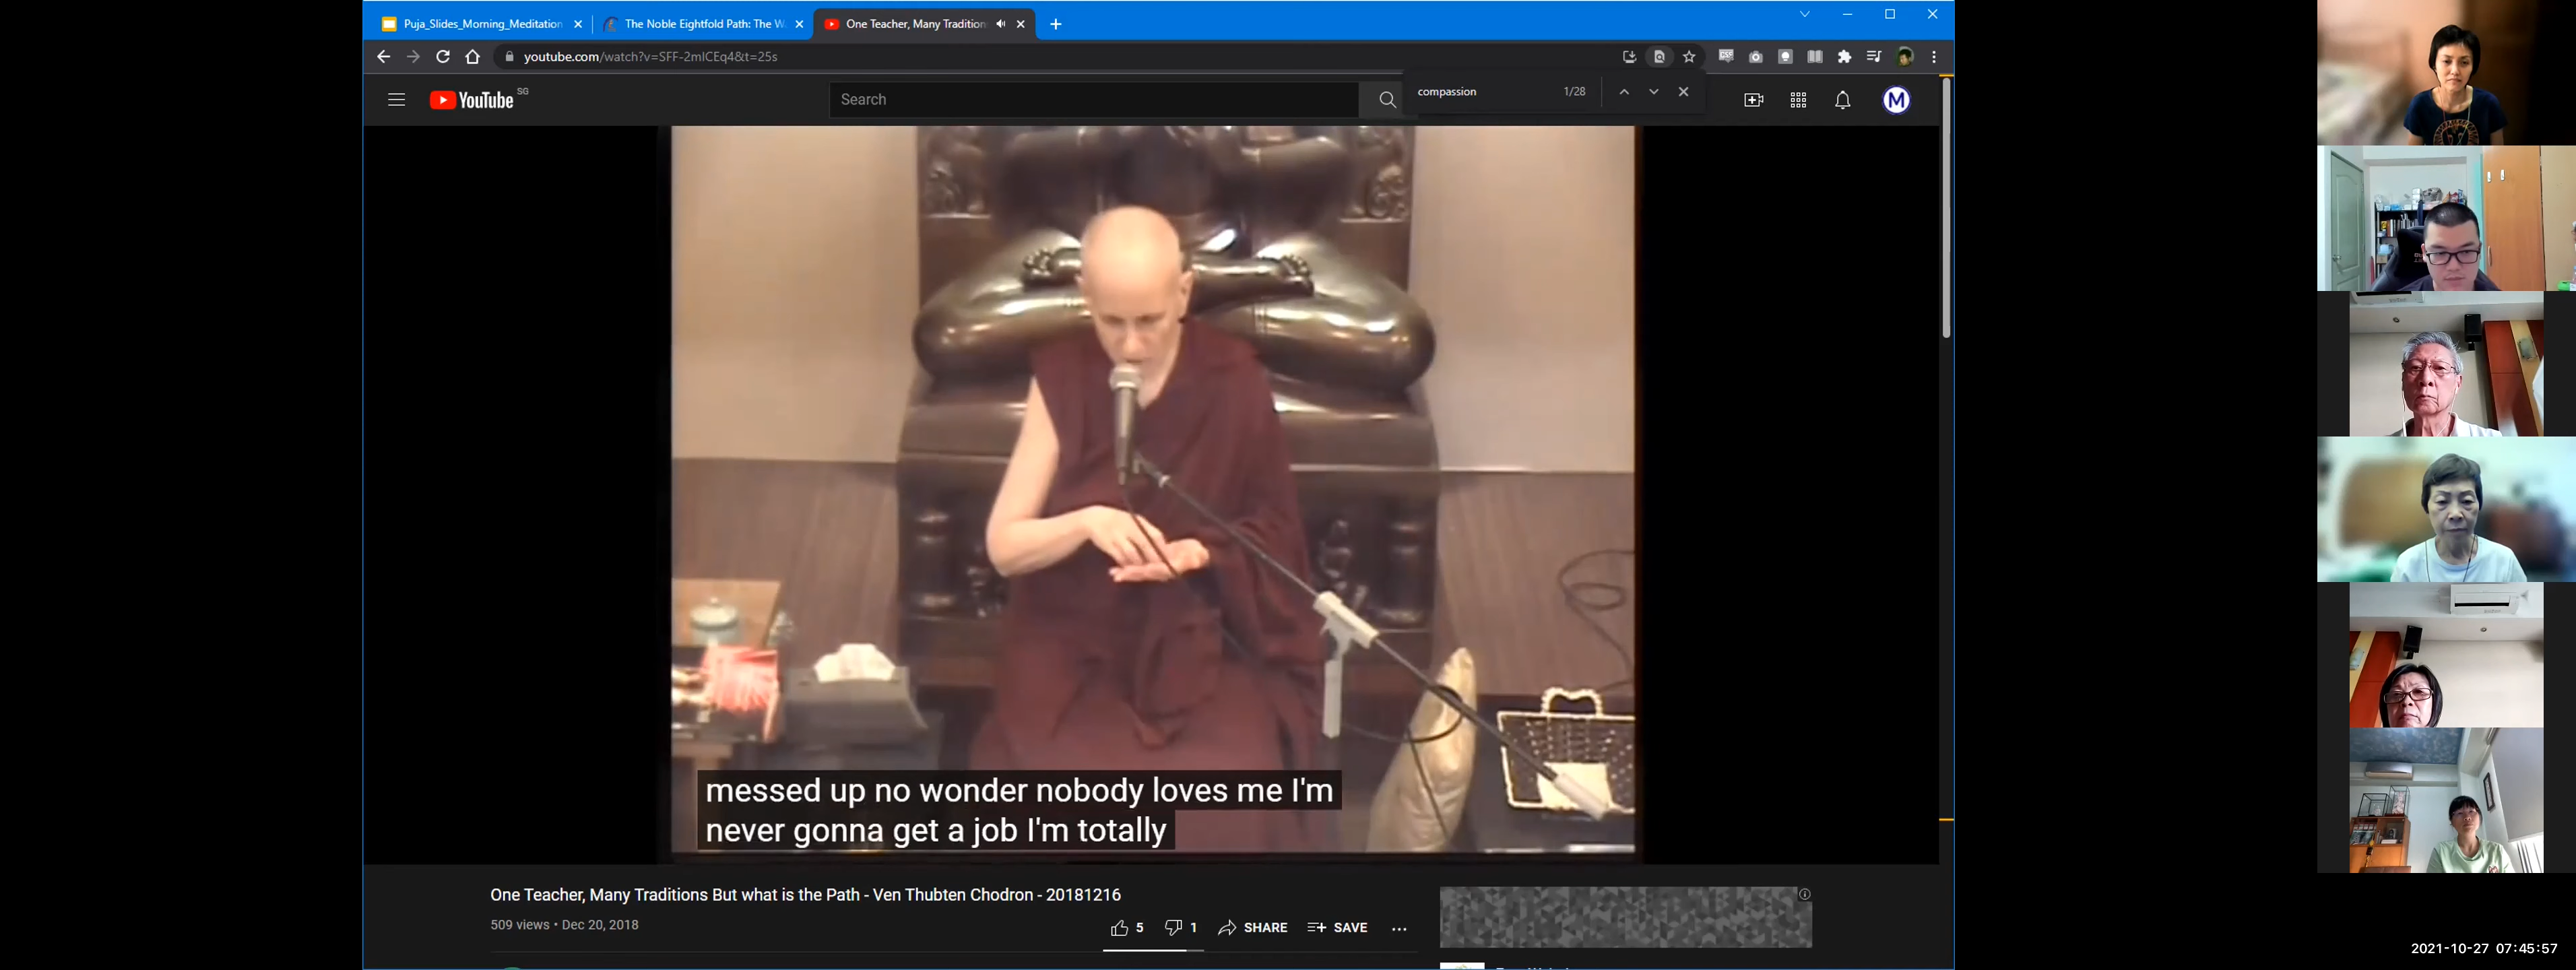 Puja_Slides_Morning_Meditation
The Noble Eightfold Path: The W
One Teacher, Many Tradition
youtube.com/watch?v=SFF-2mlCEq4&t=25s
YouTube SG
Search
compassion 1/28
M
messed up no wonder nobody loves me I'm
never gonna get a job I'm totally
One Teacher, Many Traditions But what is the Path - Ven Thubten Chodron - 20181216
509 views • Dec 20, 2018
5 1 SHARE SAVE
2021-10-27 07:45:57